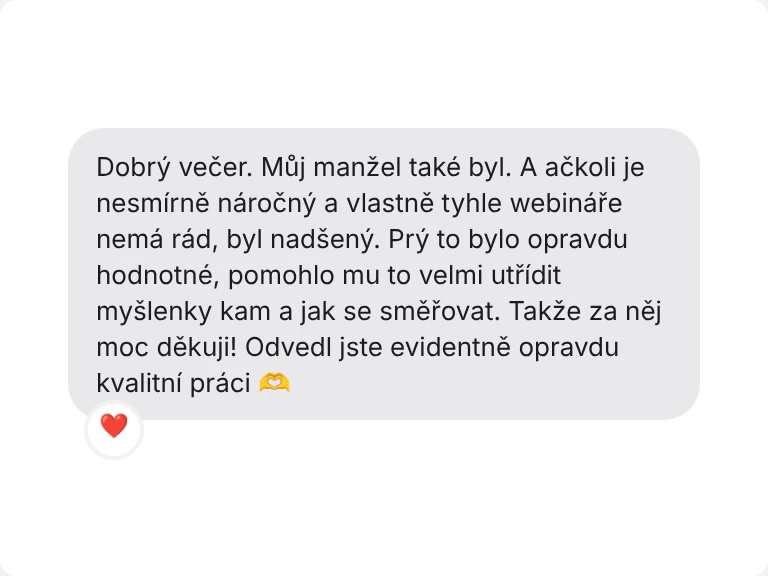 Dobrý večer. Můj manžel také byl. A ačkoli je
nesmírně náročný a vlastně tyhle webináře
nemá rád, byl nadšený. Prý to bylo opravdu
hodnotné, pomohlo mu to velmi utřídit
myšlenky kam a jak se směřovat. Takže za něj
moc děkuji! Odvedl jste evidentně opravdu
kvalitní práci 🫶
❤️